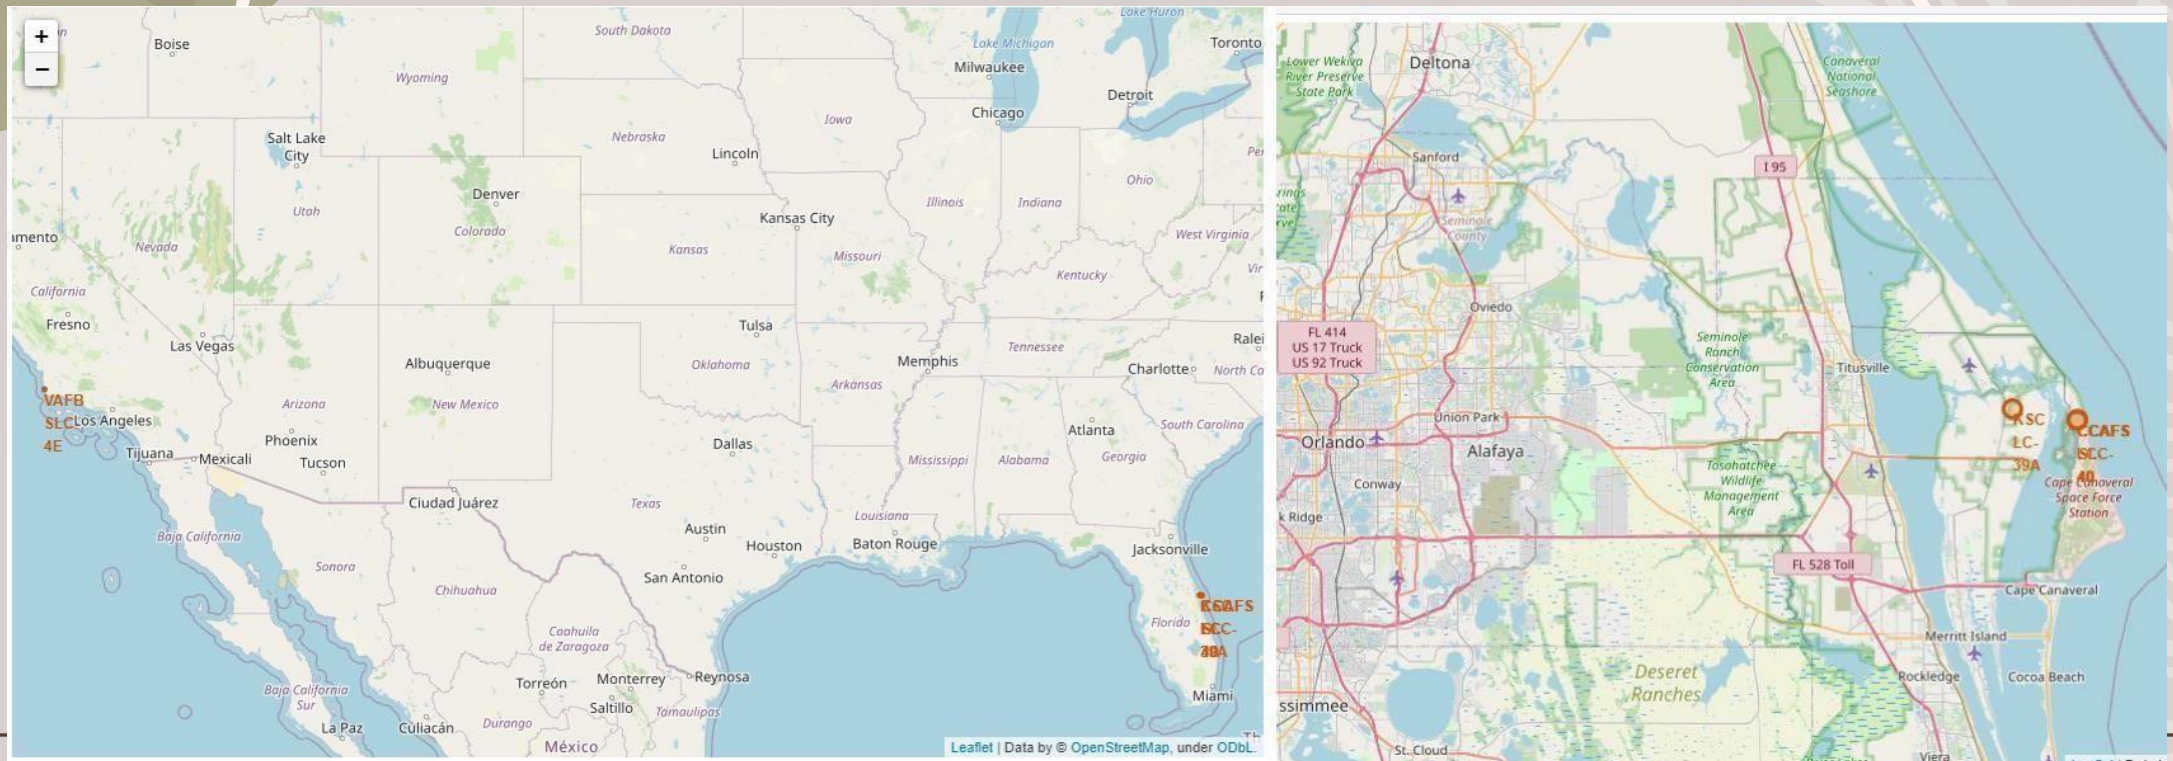 +
−
Boise
South Dakota
Lake Huron
Lake Michigan
Toronto
Wyoming
Milwaukee
Detroit
Chicago
Iowa
Salt Lake
City
Nebraska
Lincoln
Denver
Ohio
Utah
Illinois
Indiana
Kansas City
Colorado
Nevada
Kansas
Missouri
West Virginia
Kentucky
California
Fresno
Tulsa
Las Vegas
Albuquerque
Memphis
Tennessee
Oklahoma
Charlotte
Arkansas
VAFB
SLC-
4E
Los Angeles
Arizona
New Mexico
Phoenix
Atlanta
South Carolina
Dallas
Tijuana
Mexicali
Tucson
Mississippi
Alabama
Georgia
Ciudad Juárez
Texas
Louisiana
Baja California
Austin
Houston
Baton Rouge
Jacksonville
Sonora
San Antonio
Chihuahua
Florida
Coahuila
de Zaragoza
Torreón
Monterrey
Reynosa
Baja California
Sur
Saltillo
Tamaulipas
Miami
La Paz
Culiacán
Durango
México
Leaflet | Data by © OpenStreetMap, under ODbL.
Lower Wekiva
River Preserve
State Park
Deltona
Canaveral
National
Seashore
Sanford
I 95
Seminole
County
Oviedo
FL 414
US 17 Truck
US 92 Truck
Seminole
Ranch
Conservation
Area
Titusville
Union Park
KSC
LC-
39A
CCAFS
Orlando
Alafaya
Tosohatchee
Wildlife
Management
Area
Conway
Cape Canaveral
Space Force
Station
k Ridge
FL 528 Toll
Cape Canaveral
Merritt Island
Deseret
Ranches
Rockledge
Cocoa Beach
ssimmee
St. Cloud
Viera